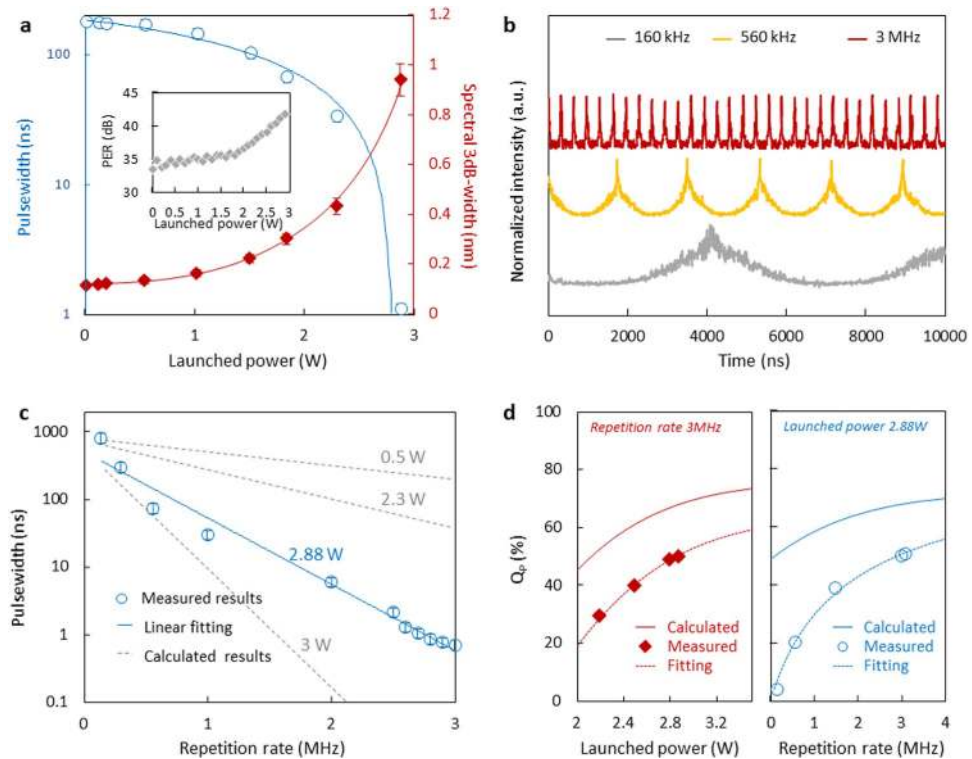 a
Pulsewidth (ns)
100
10
1
0
1
2
3
Launched power (W)
1.2
1
0.8
0.6
0.4
0.2
0
Spectral 3dB-width (nm)
PER (dB)
45
40
35
30
0 0.5 1 1.5 2 2.5 3
Launched power (W)
b
160 kHz 560 kHz 3 MHz
Normalized intensity (a.u.)
0 2000 4000 6000 8000 10000
Time (ns)
c
Pulsewidth (ns)
1000
100
10
1
0.1
0.5 W
2.3 W
2.88 W
3 W
Measured results
Linear fitting
Calculated results
0 1 2 3
Repetition rate (MHz)
d
Qₚ (%)
100
80
60
40
20
0
Repetition rate 3MHz
Calculated
Measured
Fitting
2 2.4 2.8 3.2
Launched power (W)
Launched power 2.88W
Calculated
Measured
Fitting
0 1 2 3 4
Repetition rate (MHz)